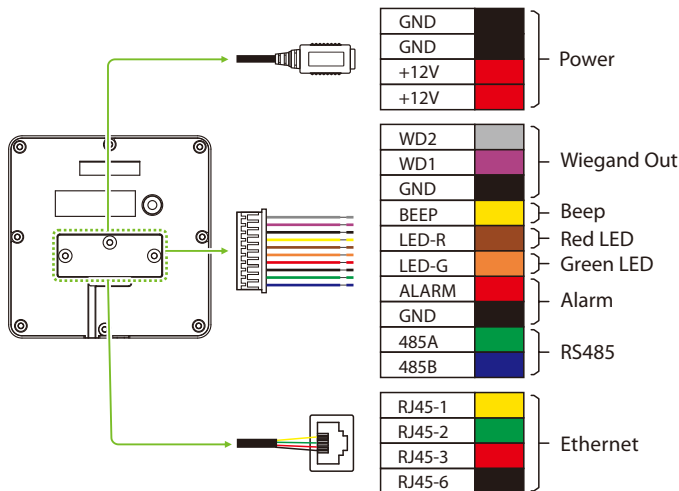 GND
GND
+12V
+12V
Power
WD2
WD1
GND
Wiegand Out
BEEP
Beep
LED-R
Red LED
LED-G
Green LED
ALARM
GND
Alarm
485A
485B
RS485
RJ45-1
RJ45-2
RJ45-3
RJ45-6
Ethernet